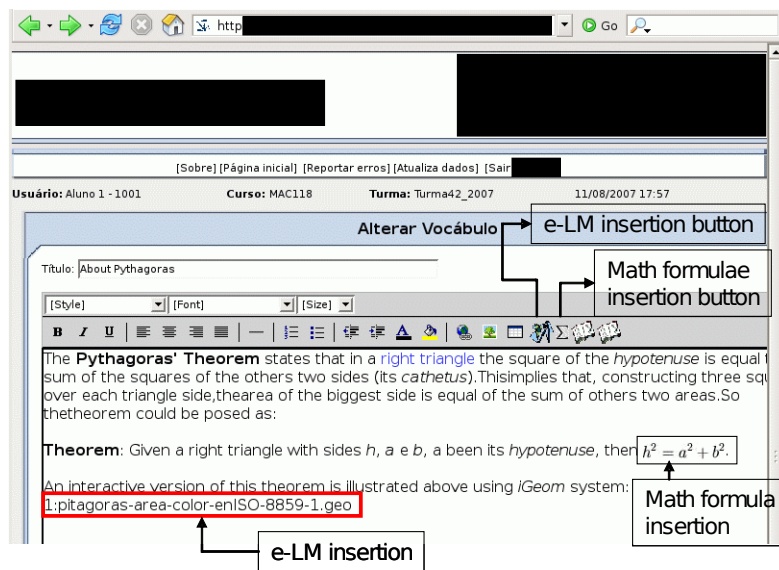 http
Go
[Sobre] [Página inicial] [Reportar erros] [Atualiza dados] [Sair
Usuário: Aluno 1 - 1001 Curso: MAC118 Turma: Turma42_2007 11/08/2007 17:57
Alterar Vocábulo
e-LM insertion button
Título: About Pythagoras
Math formulae
insertion button
[Style] [Font] [Size]
B I U
The Pythagoras' Theorem states that in a right triangle the square of the hypotenuse is equal t
sum of the squares of the others two sides (its cathetus).Thisimplies that, constructing three squ
over each triangle side,thearea of the biggest side is equal of the sum of others two areas.So
thetheorem could be posed as:
Theorem: Given a right triangle with sides h, a e b, a been its hypotenuse, then h² = a² + b².
An interactive version of this theorem is illustrated above using iGeom system:
1:pitagoras-area-color-enISO-8859-1.geo
Math formula
insertion
e-LM insertion